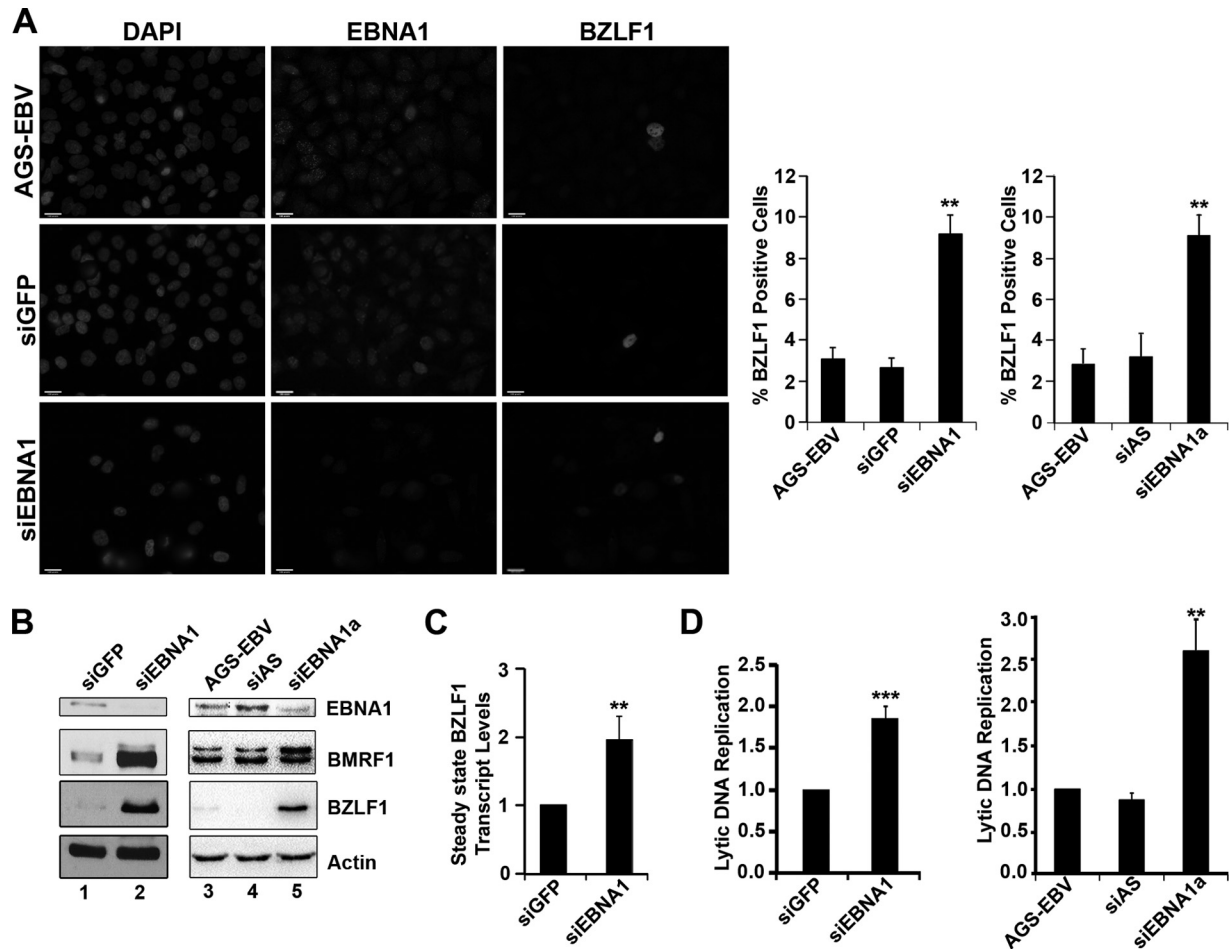 A
DAPI EBNA1 BZLF1
AGS-EBV
siGFP
siEBNA1
% BZLF1 Positive Cells
12
10
8
6
4
2
0
**
AGS-EBV
siGFP
siEBNA1
% BZLF1 Positive Cells
12
10
8
6
4
2
0
**
AGS-EBV
siAS
siEBNA1a
B
siGFP
siEBNA1
AGS-EBV
siAS
siEBNA1a
EBNA1
BMRF1
BZLF1
Actin
1 2 3 4 5
C
Steady state BZLF1
Transcript Levels
3
2
1
0
**
siGFP
siEBNA1
D
Lytic DNA Replication
2.5
2.0
1.5
1.0
0.5
0.0
***
siGFP
siEBNA1
Lytic DNA Replication
3.0
2.5
2.0
1.5
1.0
0.5
0.0
**
AGS-EBV
siAS
siEBNA1a